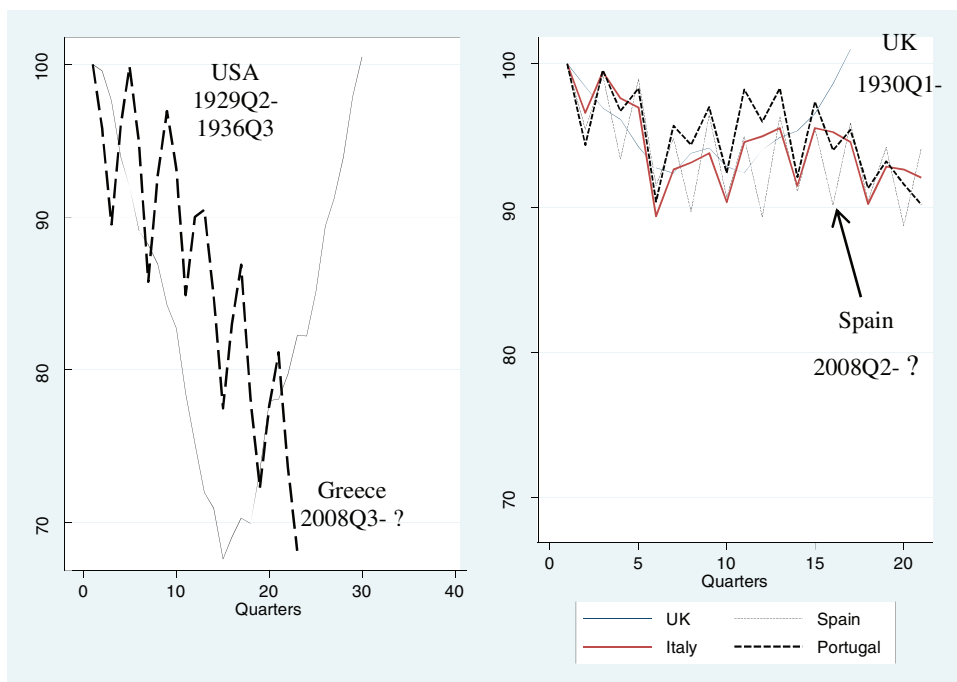 100
90
80
70
USA
1929Q2-
1936Q3
Greece
2008Q3- ?
0
10
20
30
40
Quarters
100
90
80
70
UK
1930Q1-
Spain
2008Q2- ?
0
5
10
15
20
Quarters
UK
Spain
Italy
Portugal